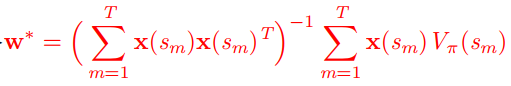 w* = ( ∑_{m=1}^{T} x(s_m)x(s_m)^T )^{-1} ∑_{m=1}^{T} x(s_m) V_π(s_m)